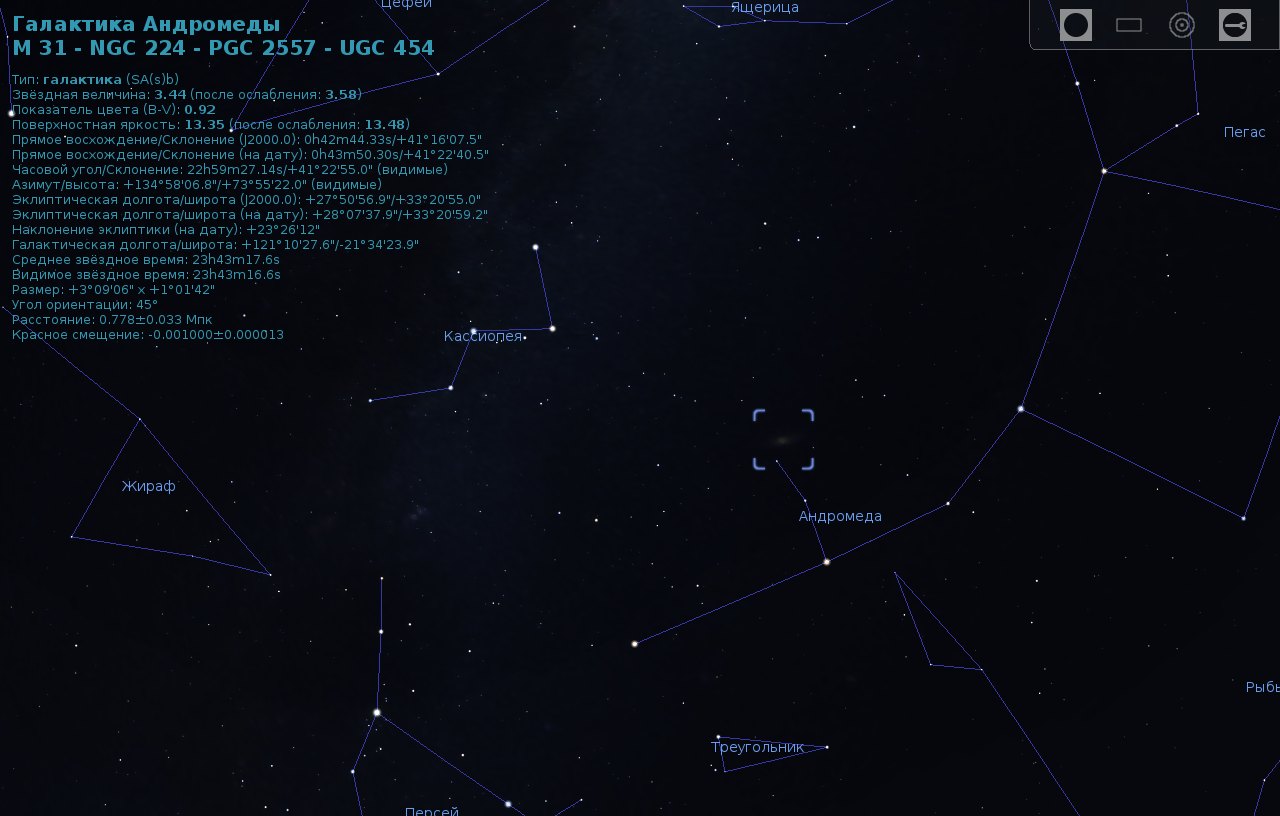 Галактика Андромеды
M 31 - NGC 224 - PGC 2557 - UGC 454
Тип: галактика (SA(s)b)
Звёздная величина: 3.44 (после ослабления: 3.58)
Показатель цвета (B-V): 0.92
Поверхностная яркость: 13.35 (после ослабления: 13.48)
Прямое восхождение/Склонение (J2000.0): 0h42m44.33s/+41°16'07.5"
Прямое восхождение/Склонение (на дату): 0h43m50.30s/+41°22'40.5"
Часовой угол/Склонение: 22h59m27.14s/+41°22'55.0" (видимые)
Азимут/высота: +134°58'06.8"/+73°55'22.0" (видимые)
Эклиптическая долгота/широта (J2000.0): +27°50'56.9"/+33°20'55.0"
Эклиптическая долгота/широта (на дату): +28°07'37.9"/+33°20'59.2"
Наклонение эклиптики (на дату): +23°26'12"
Галактическая долгота/широта: +121°10'27.6"/-21°34'23.9"
Среднее звёздное время: 23h43m17.6s
Видимое звёздное время: 23h43m16.6s
Размер: +3°09'06" x +1°01'42"
Угол ориентации: 45°
Расстояние: 0.778±0.033 Мпк
Красное смещение: -0.001000±0.000013
Цефей
Ящерица
Пегас
Кассиопея
Жираф
Андромеда
Рыбы
Треугольник
Персей